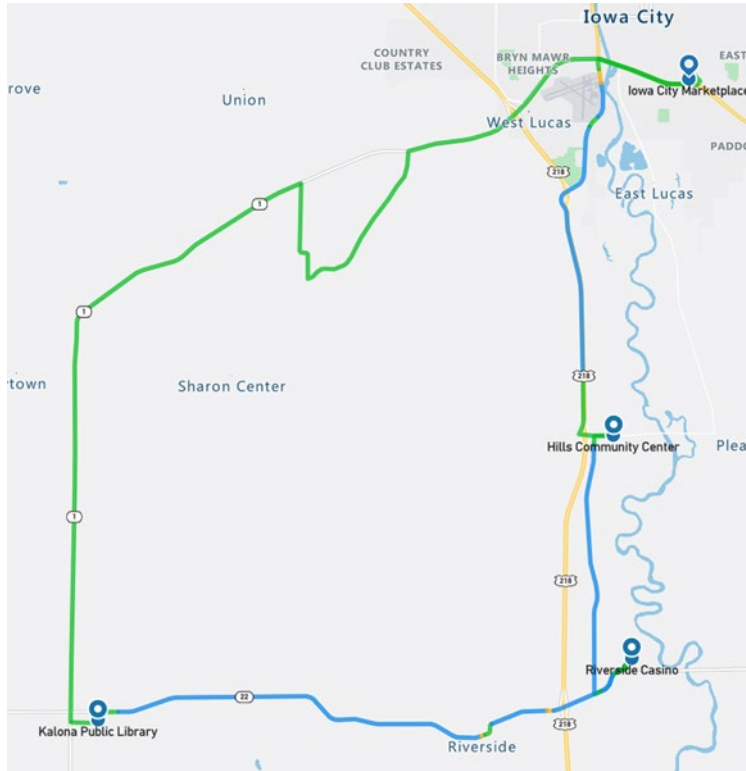 Iowa City
COUNTRY
CLUB ESTATES
BRYN MAWR
HEIGHTS
EAST
Iowa City Marketplace
rove
Union
West Lucas
PADDO
218
East Lucas
1
1
218
rtown
Sharon Center
Hills Community Center
Plea
1
218
Riverside Casino
22
Kalona Public Library
218
Riverside